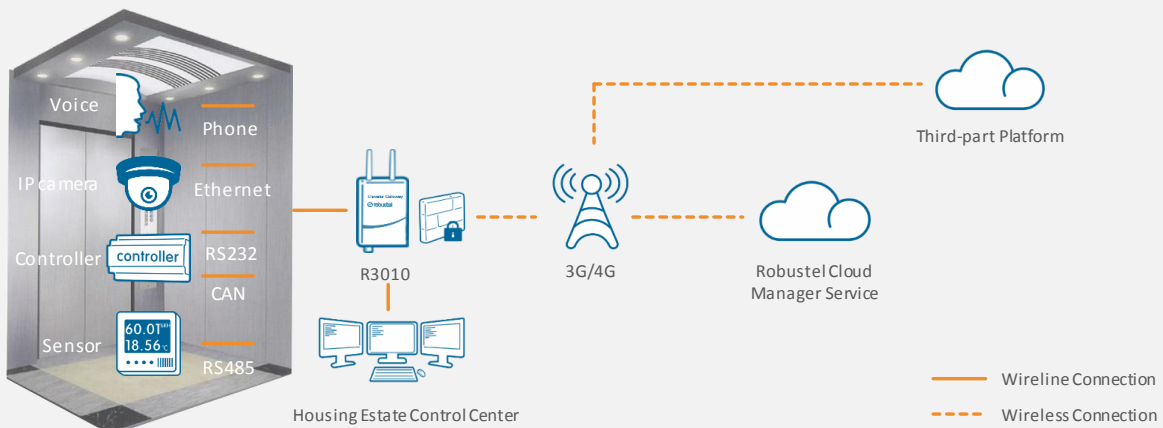 Voice
Phone
IP camera
Ethernet
Controller
controller
RS232
CAN
Sensor
60.01
18.56
RS485
robustel
R3010
Housing Estate Control Center
3G/4G
Third-part Platform
Robustel Cloud
Manager Service
Wireline Connection
Wireless Connection